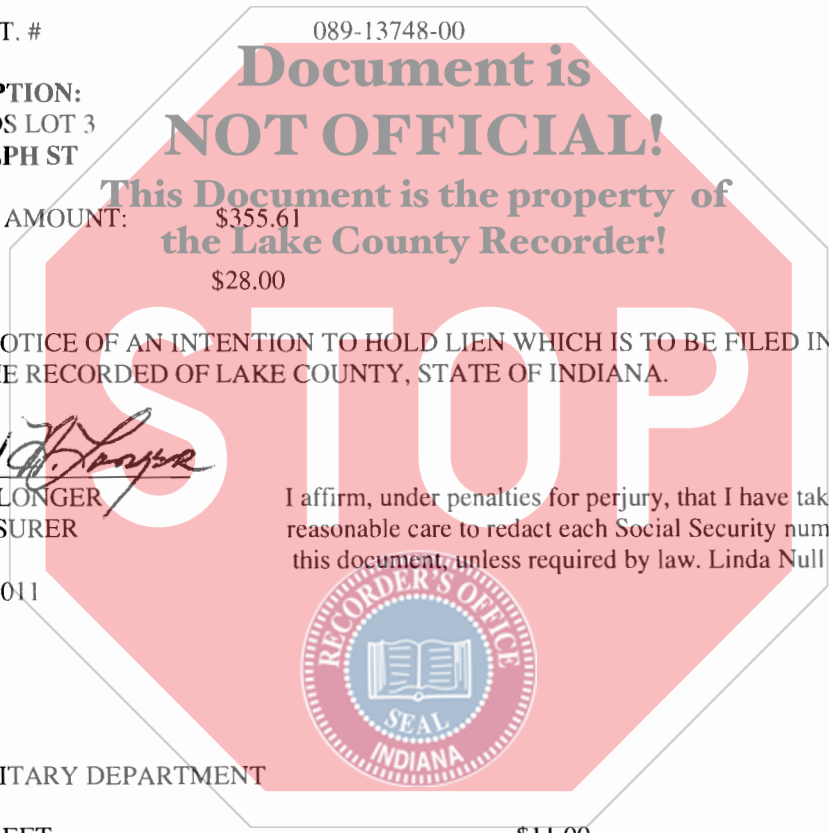 T. # 089-13748-00
Document is
PTION:
NOT OFFICIAL!
OS LOT 3
LPH ST
This Document is the property of
AMOUNT: $355.61
the Lake County Recorder!
$28.00
STOP
OTICE OF AN INTENTION TO HOLD LIEN WHICH IS TO BE FILED IN
E RECORDED OF LAKE COUNTY, STATE OF INDIANA.
LONGER
SURER
I affirm, under penalties for perjury, that I have tak
reasonable care to redact each Social Security num
this document, unless required by law. Linda Null
011
RECORDER'S OFFICE
SEAL
INDIANA
ITARY DEPARTMENT
$11.00